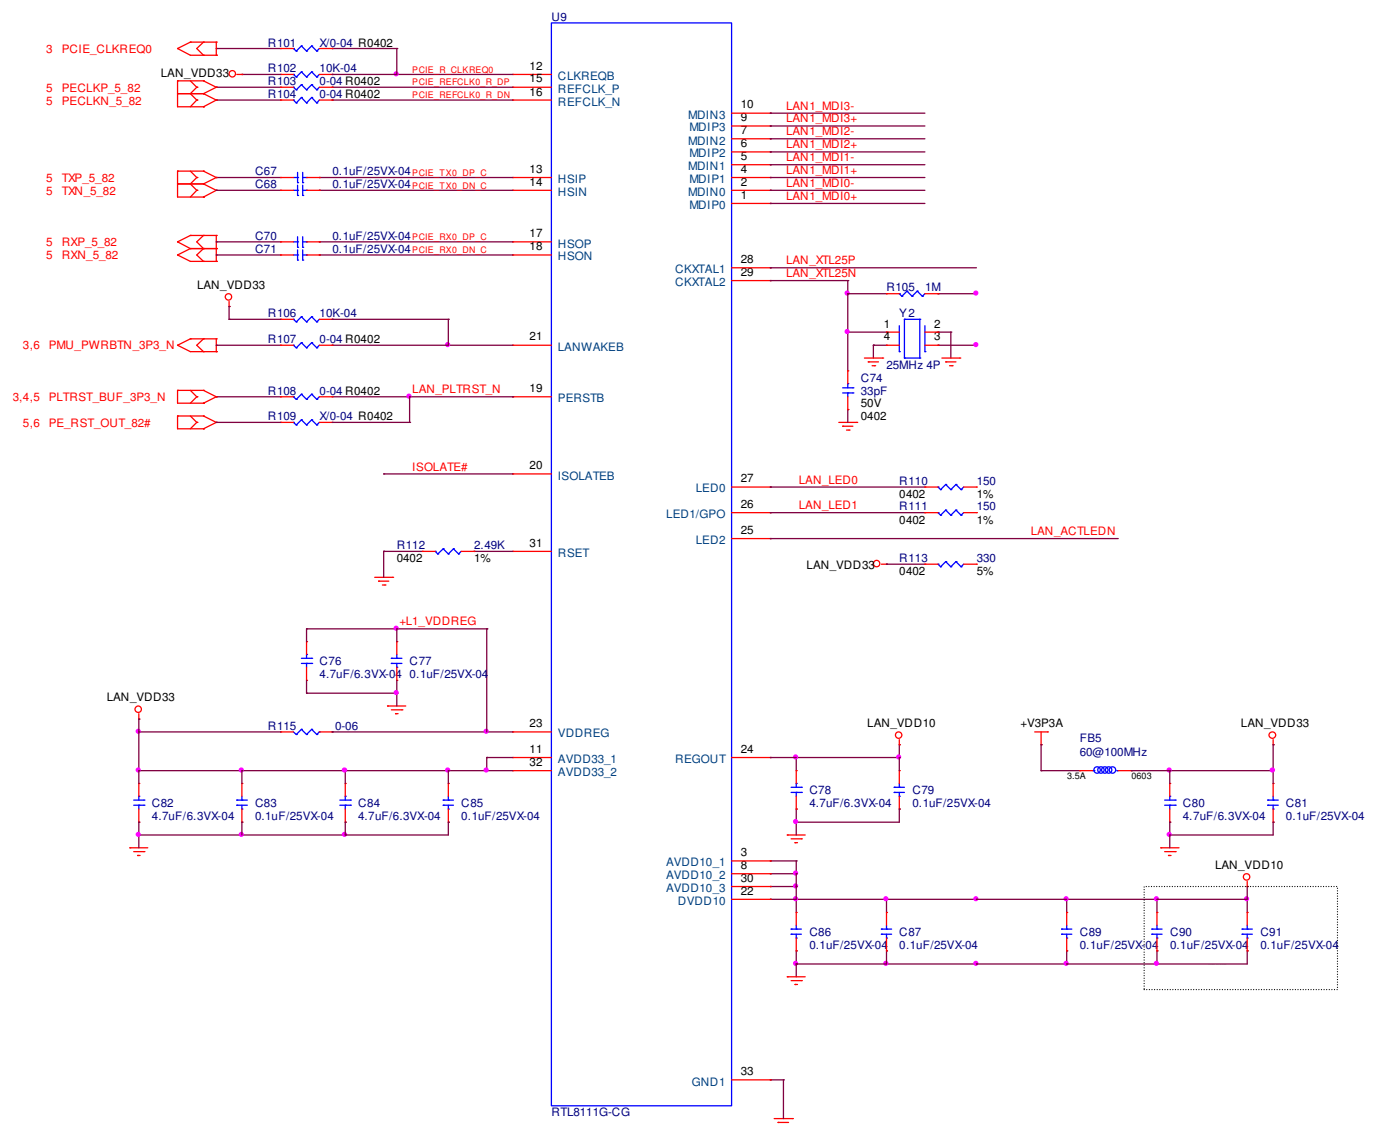 U9
3 PCIE_CLKREQ0 R101 X/0-04 R0402
LAN_VDD33 R102 10K-04 PCIE_R_CLKREQ0 12 CLKREQB
5 PECLKP_5_82 R103 0-04 R0402 PCIE_REFCLK0_R_DP 15 REFCLK_P
5 PECLKN_5_82 R104 0-04 R0402 PCIE_REFCLK0_R_DN 16 REFCLK_N
MDIN3 10 LAN1_MDI3-
MDIP3 9 LAN1_MDI3+
MDIN2 7 LAN1_MDI2-
MDIP2 6 LAN1_MDI2+
MDIN1 5 LAN1_MDI1-
MDIP1 4 LAN1_MDI1+
MDIN0 2 LAN1_MDI0-
MDIP0 1 LAN1_MDI0+
5 TXP_5_82 C67 0.1uF/25VX-04 PCIE_TX0_DP_C 13 HSIP
5 TXN_5_82 C68 0.1uF/25VX-04 PCIE_TX0_DN_C 14 HSIN
5 RXP_5_82 C70 0.1uF/25VX-04 PCIE_RX0_DP_C 17 HSOP
5 RXN_5_82 C71 0.1uF/25VX-04 PCIE_RX0_DN_C 18 HSON
CKXTAL1 28 LAN_XTL25P
CKXTAL2 29 LAN_XTL25N
LAN_VDD33
R105 1M
R106 10K-04
Y2
1 2
4 3
25MHz 4P
3,6 PMU_PWRBTN_3P3_N R107 0-04 R0402 21 LANWAKEB
C74
33pF
50V
0402
3,4,5 PLTRST_BUF_3P3_N R108 0-04 R0402 LAN_PLTRST_N 19 PERSTB
5,6 PE_RST_OUT_82# R109 X/0-04 R0402
ISOLATE# 20 ISOLATEB
LED0 27 LAN_LED0 R110 150
0402 1%
LED1/GPO 26 LAN_LED1 R111 150
0402 1%
LED2 25 LAN_ACTLEDN
R112 2.49K 31 RSET
0402 1%
LAN_VDD33 R113 330
0402 5%
+L1_VDDREG
C76 C77
4.7uF/6.3VX-04 0.1uF/25VX-04
LAN_VDD33
R115 0-06 23 VDDREG
11 AVDD33_1
32 AVDD33_2
C82 C83 C84 C85
4.7uF/6.3VX-04 0.1uF/25VX-04 4.7uF/6.3VX-04 0.1uF/25VX-04
LAN_VDD10 +V3P3A LAN_VDD33
FB5
60@100MHz
REGOUT 24
3.5A 0603
C78 C79
4.7uF/6.3VX-04 0.1uF/25VX-04
C80 C81
4.7uF/6.3VX-04 0.1uF/25VX-04
AVDD10_1 3
AVDD10_2 8
AVDD10_3 30
DVDD10 22
LAN_VDD10
C86 C87 C89 C90 C91
0.1uF/25VX-04 0.1uF/25VX-04 0.1uF/25VX-04 0.1uF/25VX-04 0.1uF/25VX-04
GND1 33
RTL8111G-CG